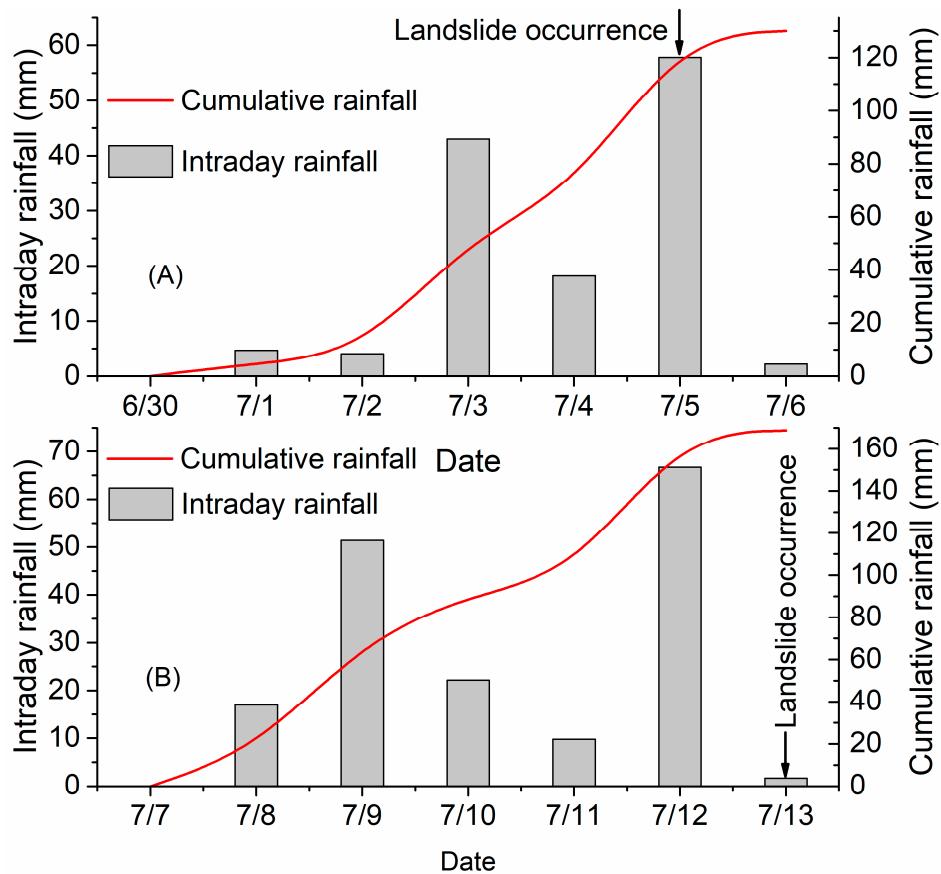 Landslide occurrence
Cumulative rainfall
Intraday rainfall
(A)
Intraday rainfall (mm)
60
50
40
30
20
10
0
Cumulative rainfall (mm)
120
100
80
60
40
20
0
6/30 7/1 7/2 7/3 7/4 7/5 7/6
Date
Cumulative rainfall
Intraday rainfall
(B)
Landslide occurrence
Intraday rainfall (mm)
70
60
50
40
30
20
10
0
Cumulative rainfall (mm)
160
140
120
100
80
60
40
20
0
7/7 7/8 7/9 7/10 7/11 7/12 7/13
Date